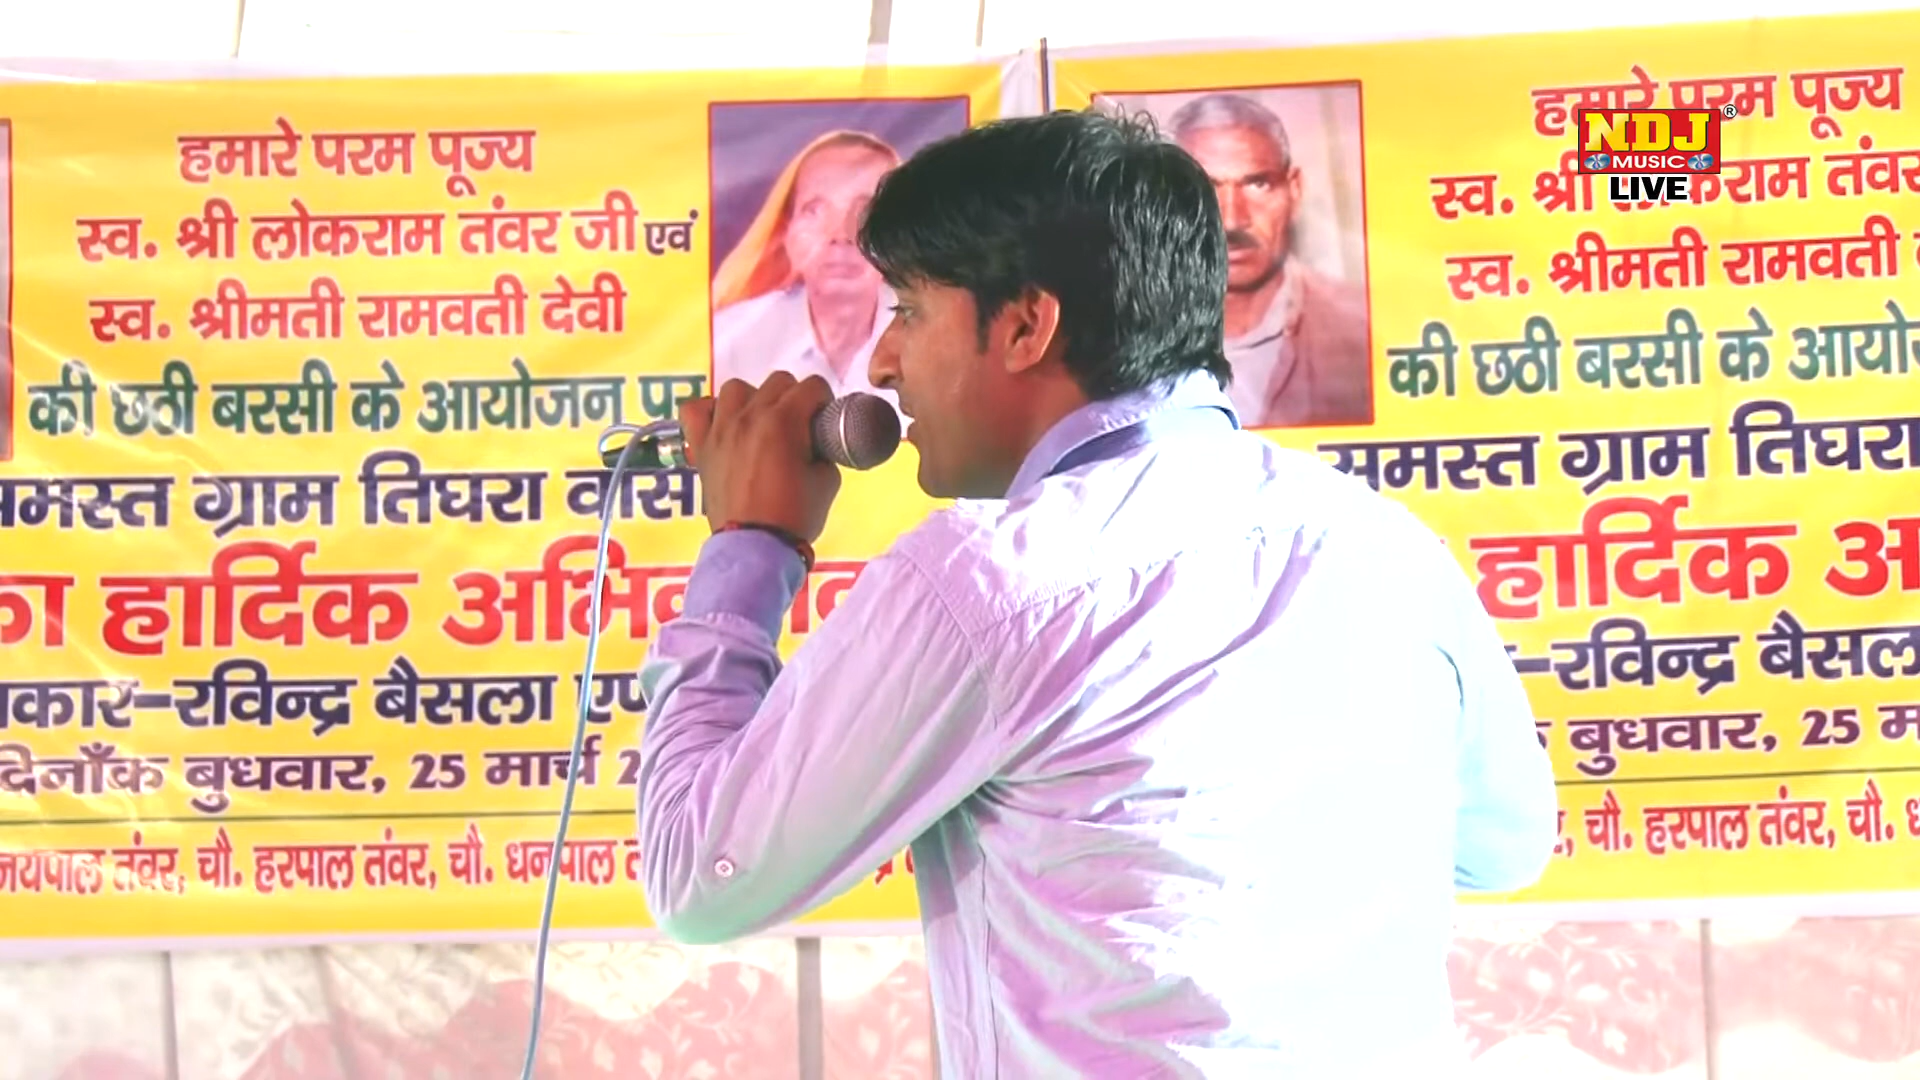 हमारे परम पूज्य
स्व. श्री लोकराम तंवर जी एवं
स्व. श्रीमती रामवती देवी
की छठी बरसी के आयोजन पर
समस्त ग्राम तिघरा वासी
का हार्दिक
रविन्द्र बैसला
दिनाँक बुधवार, 25 मार्च
जयपाल तंवर, चौ. हरपाल तंवर, चौ. धनपाल
हमारे परम पूज्य
स्व. श्री लोकराम तंवर
स्व. श्रीमती रामवती
की छठी बरसी के
समस्त ग्राम तिघरा
हार्दिक
-रविन्द्र बैसला
बुधवार, 25
चौ. हरपाल तंवर, चौ.
NDJ
MUSIC
LIVE